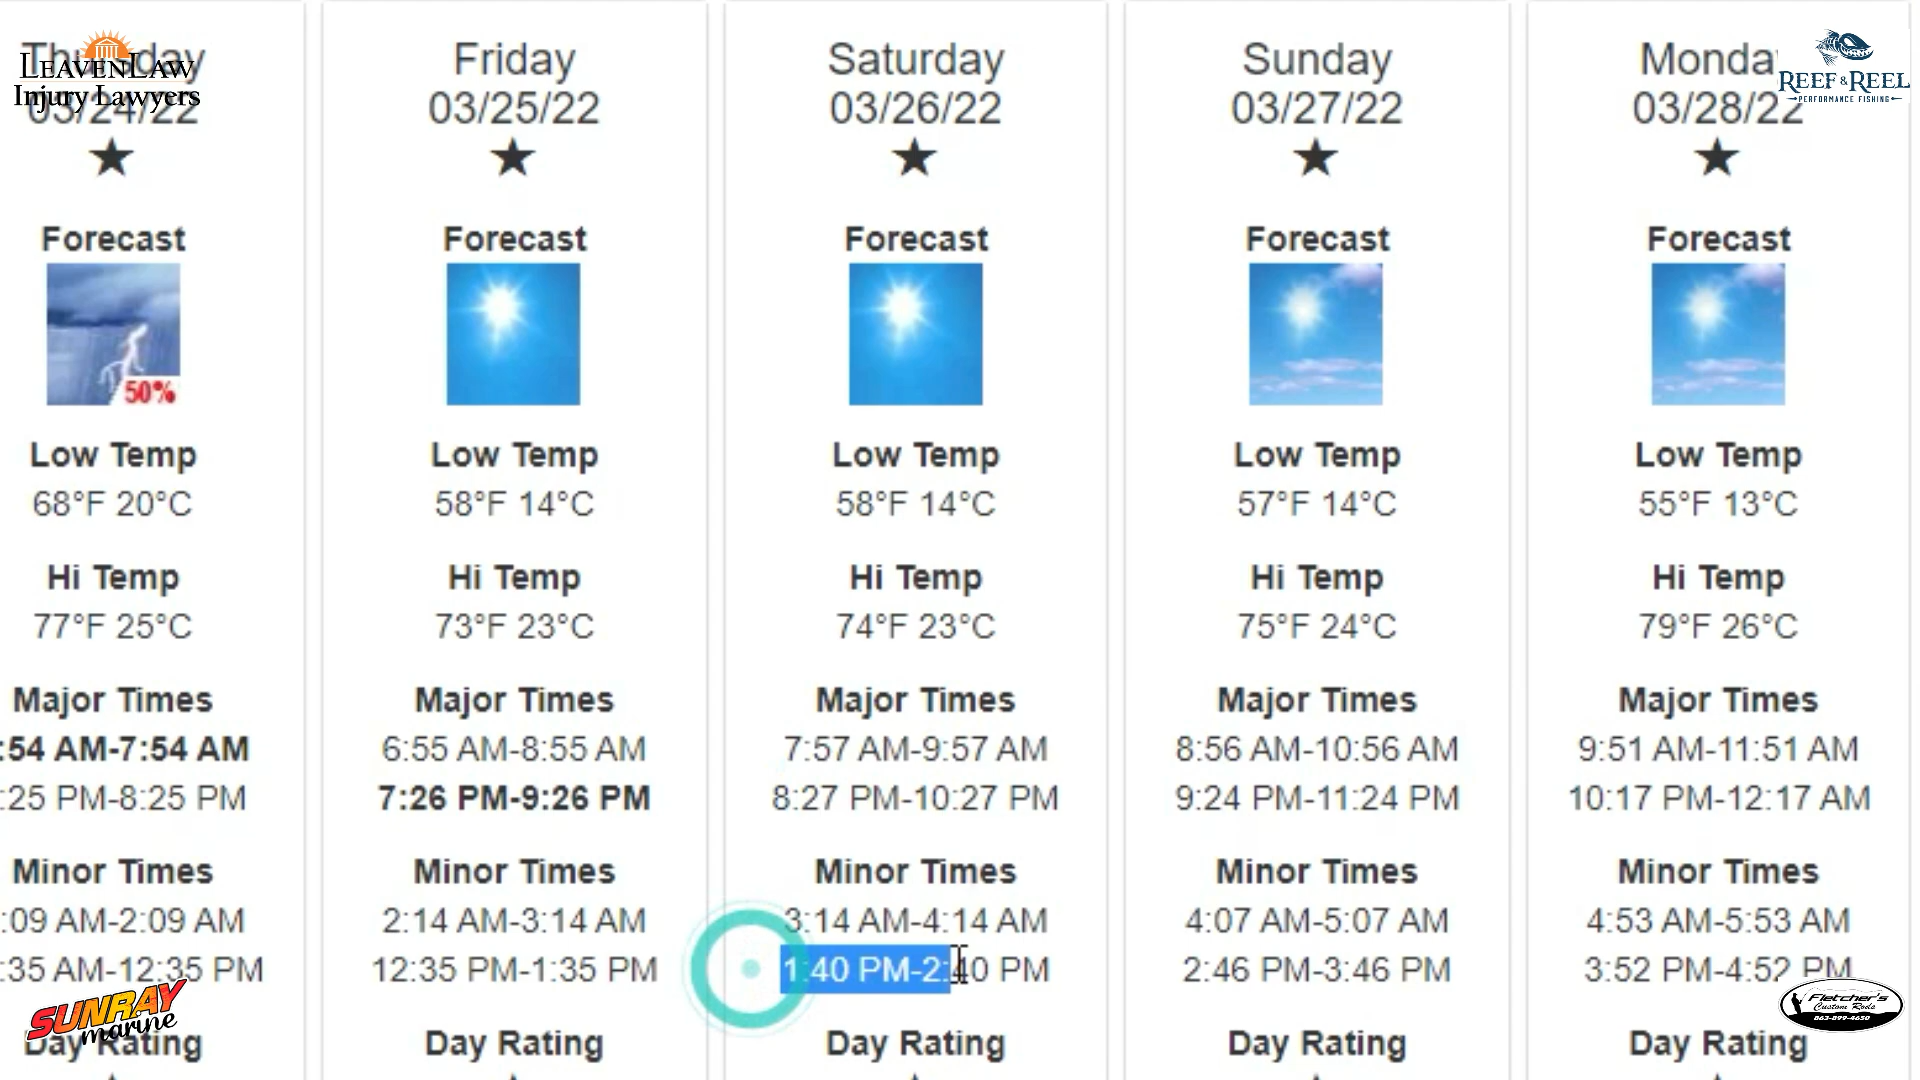 Thursday
03/24/22
LEAVENLAW
Injury Lawyers
Forecast
50%
Low Temp
68°F 20°C
Hi Temp
77°F 25°C
Major Times
:54 AM-7:54 AM
:25 PM-8:25 PM
Minor Times
:09 AM-2:09 AM
:35 AM-12:35 PM
SUNRAY
marine
Day Rating
Friday
03/25/22
Forecast
Low Temp
58°F 14°C
Hi Temp
73°F 23°C
Major Times
6:55 AM-8:55 AM
7:26 PM-9:26 PM
Minor Times
2:14 AM-3:14 AM
12:35 PM-1:35 PM
Day Rating
Saturday
03/26/22
Forecast
Low Temp
58°F 14°C
Hi Temp
74°F 23°C
Major Times
7:57 AM-9:57 AM
8:27 PM-10:27 PM
Minor Times
3:14 AM-4:14 AM
1:40 PM-2:40 PM
Day Rating
Sunday
03/27/22
Forecast
Low Temp
57°F 14°C
Hi Temp
75°F 24°C
Major Times
8:56 AM-10:56 AM
9:24 PM-11:24 PM
Minor Times
4:07 AM-5:07 AM
2:46 PM-3:46 PM
Day Rating
Monday
03/28/22
REEF & REEL
PERFORMANCE FISHING
Forecast
Low Temp
55°F 13°C
Hi Temp
79°F 26°C
Major Times
9:51 AM-11:51 AM
10:17 PM-12:17 AM
Minor Times
4:53 AM-5:53 AM
3:52 PM-4:52 PM
Fletcher's
Custom Rods
863-899-4630
Day Rating